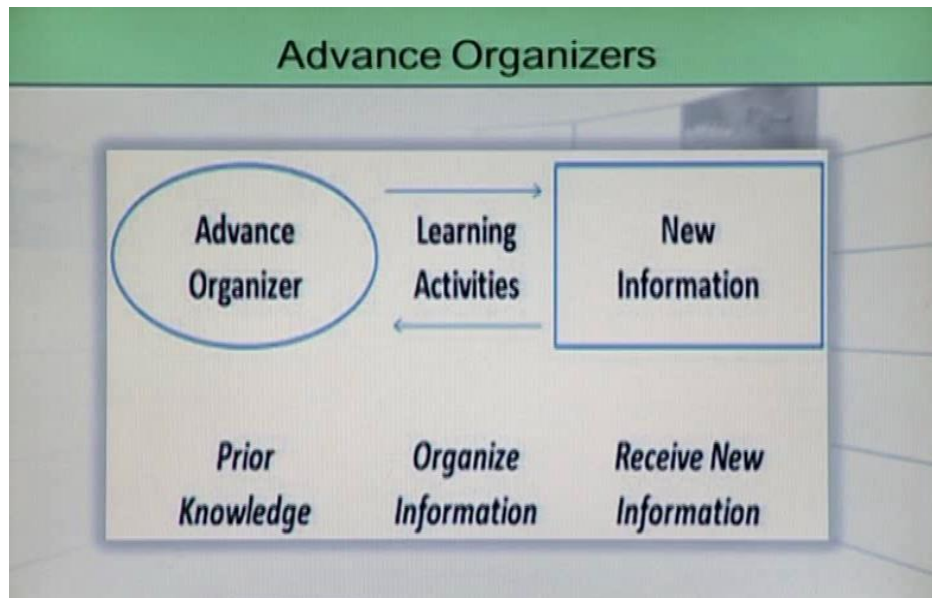 Advance Organizers
Advance
Organizer
Learning
Activities
New
Information
Prior
Knowledge
Organize
Information
Receive New
Information